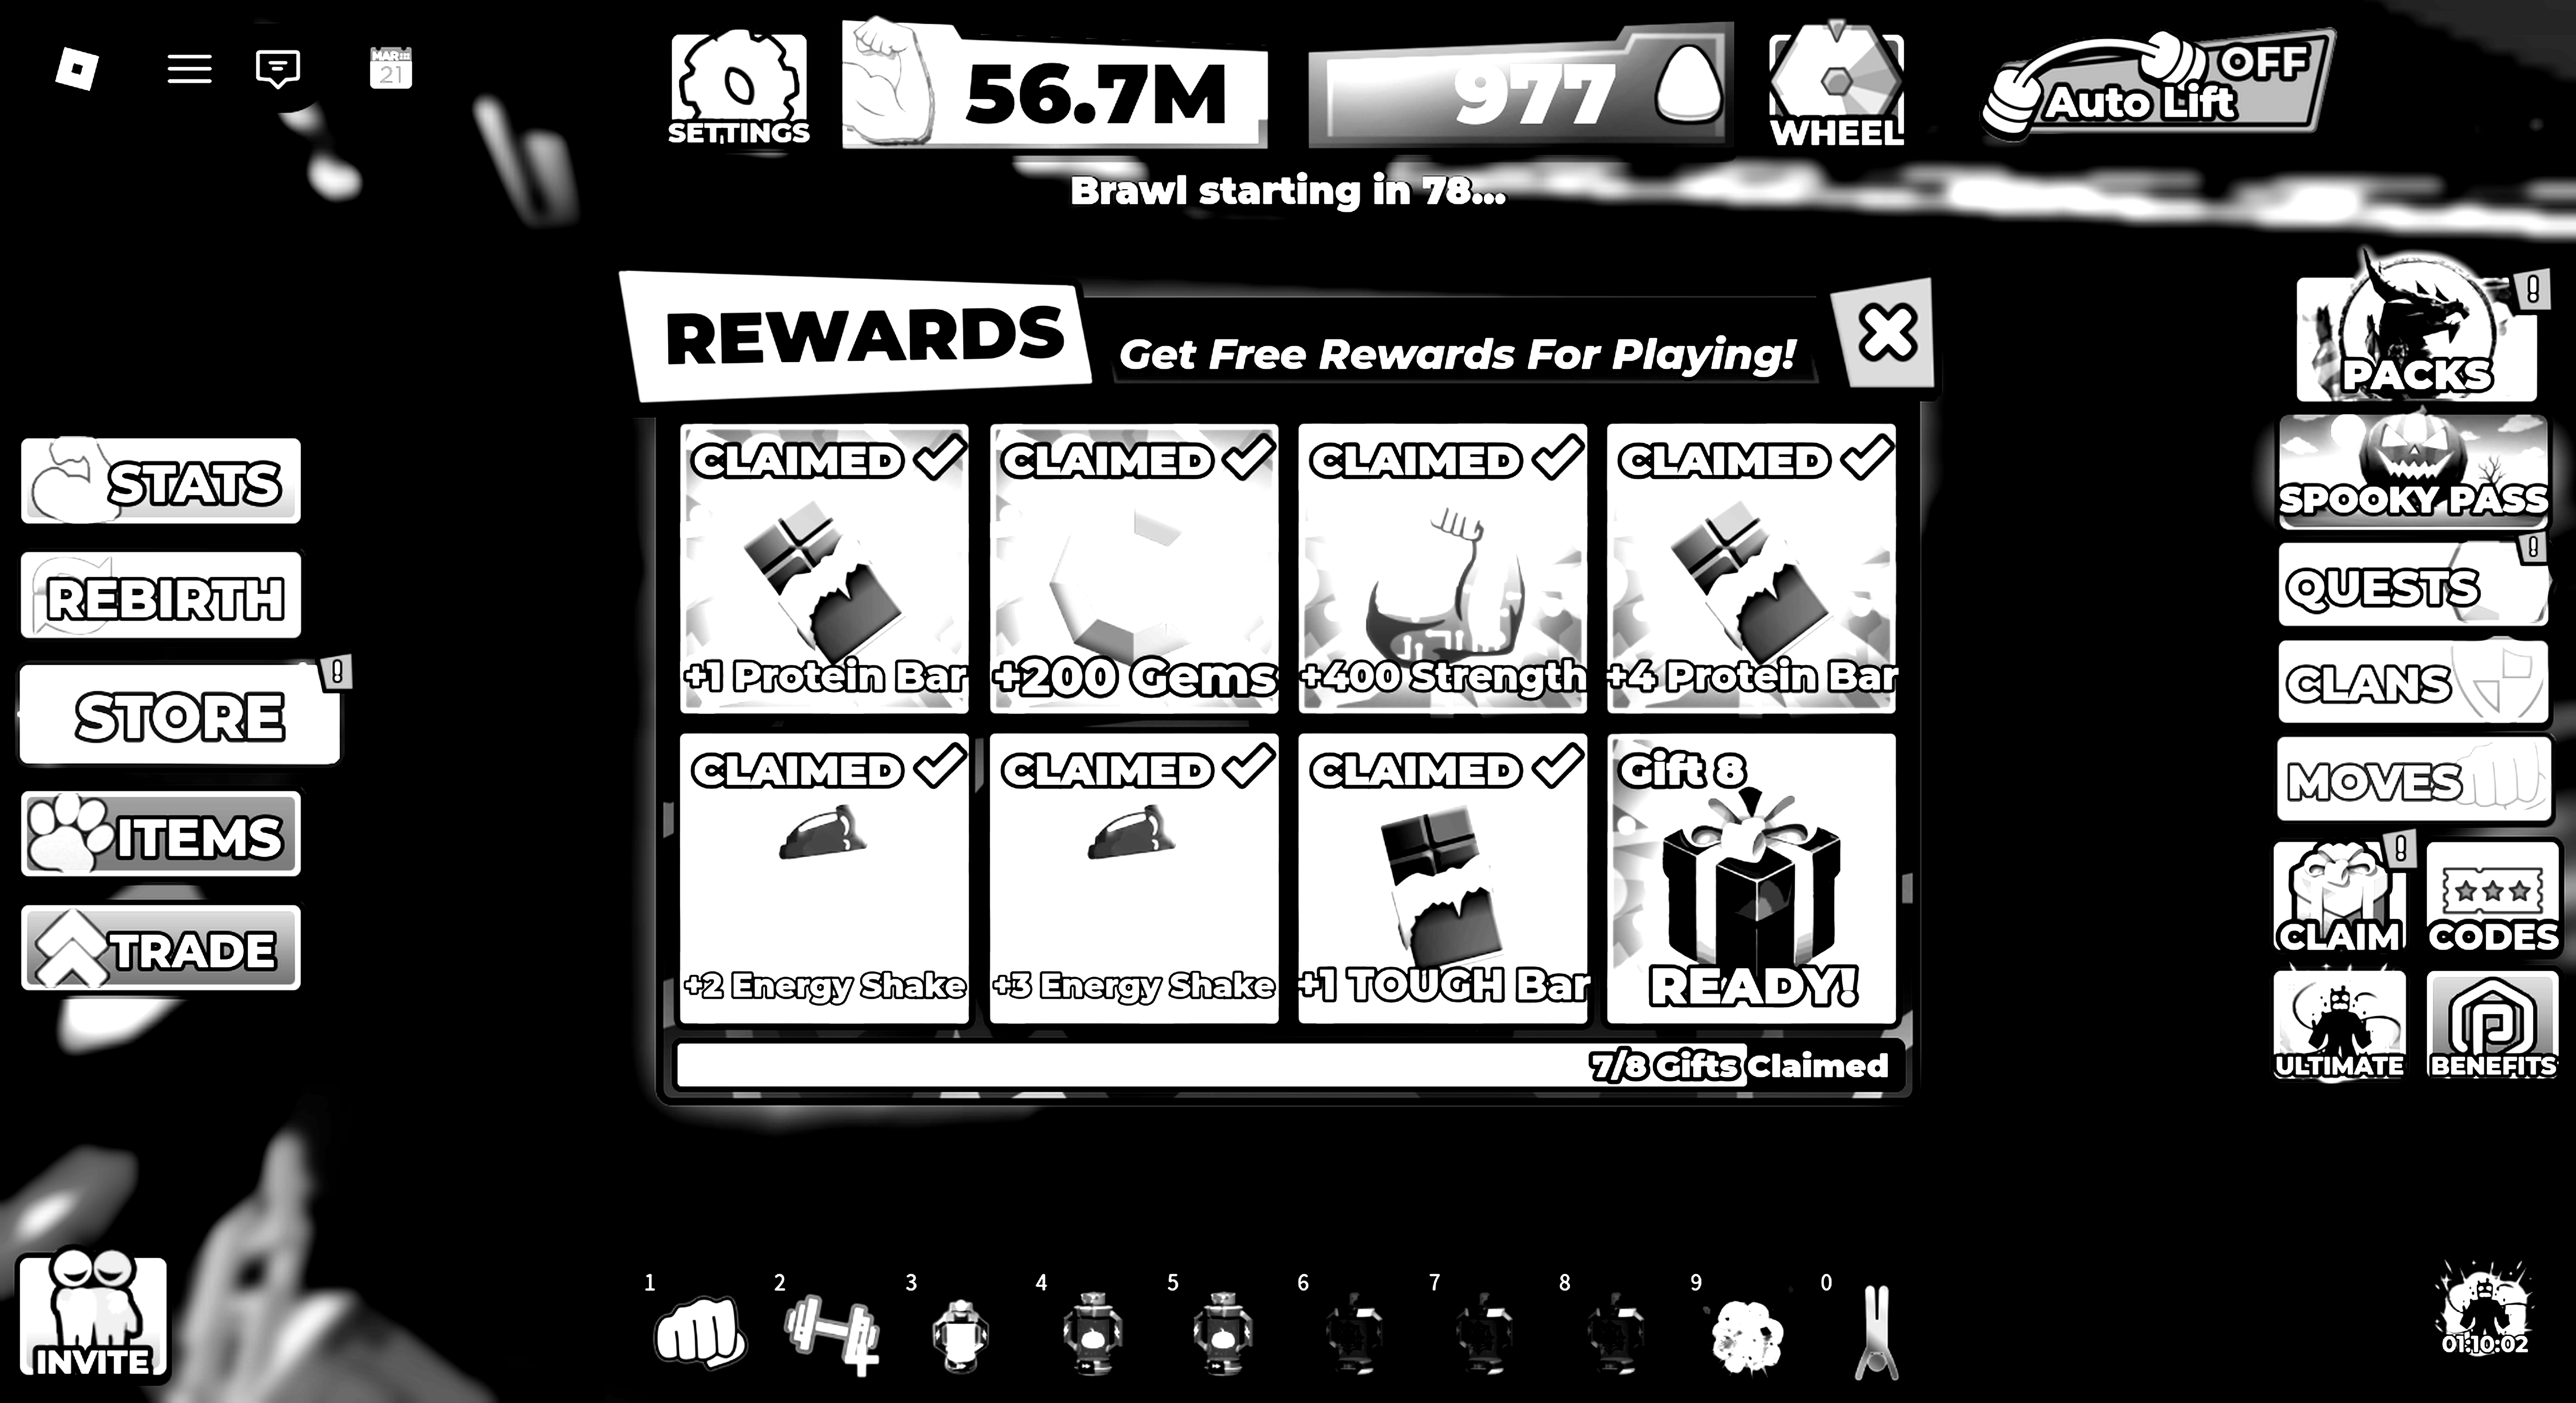 MAR
21
SETTINGS
56.7M
977
WHEEL
OFF
Auto Lift
Brawl starting in 78...
REWARDS
Get Free Rewards For Playing!
CLAIMED
+1 Protein Bar
CLAIMED
+200 Gems
CLAIMED
+400 Strength
CLAIMED
+4 Protein Bar
CLAIMED
+2 Energy Shake
CLAIMED
+3 Energy Shake
CLAIMED
+1 TOUGH Bar
Gift 8
READY!
7/8 Gifts Claimed
STATS
REBIRTH
!
STORE
ITEMS
TRADE
INVITE
!
PACKS
SPOOKY PASS
!
QUESTS
CLANS
MOVES
!
CLAIM
CODES
ULTIMATE
BENEFITS
1 2 3 4 5 6 7 8 9 0
01:10:02